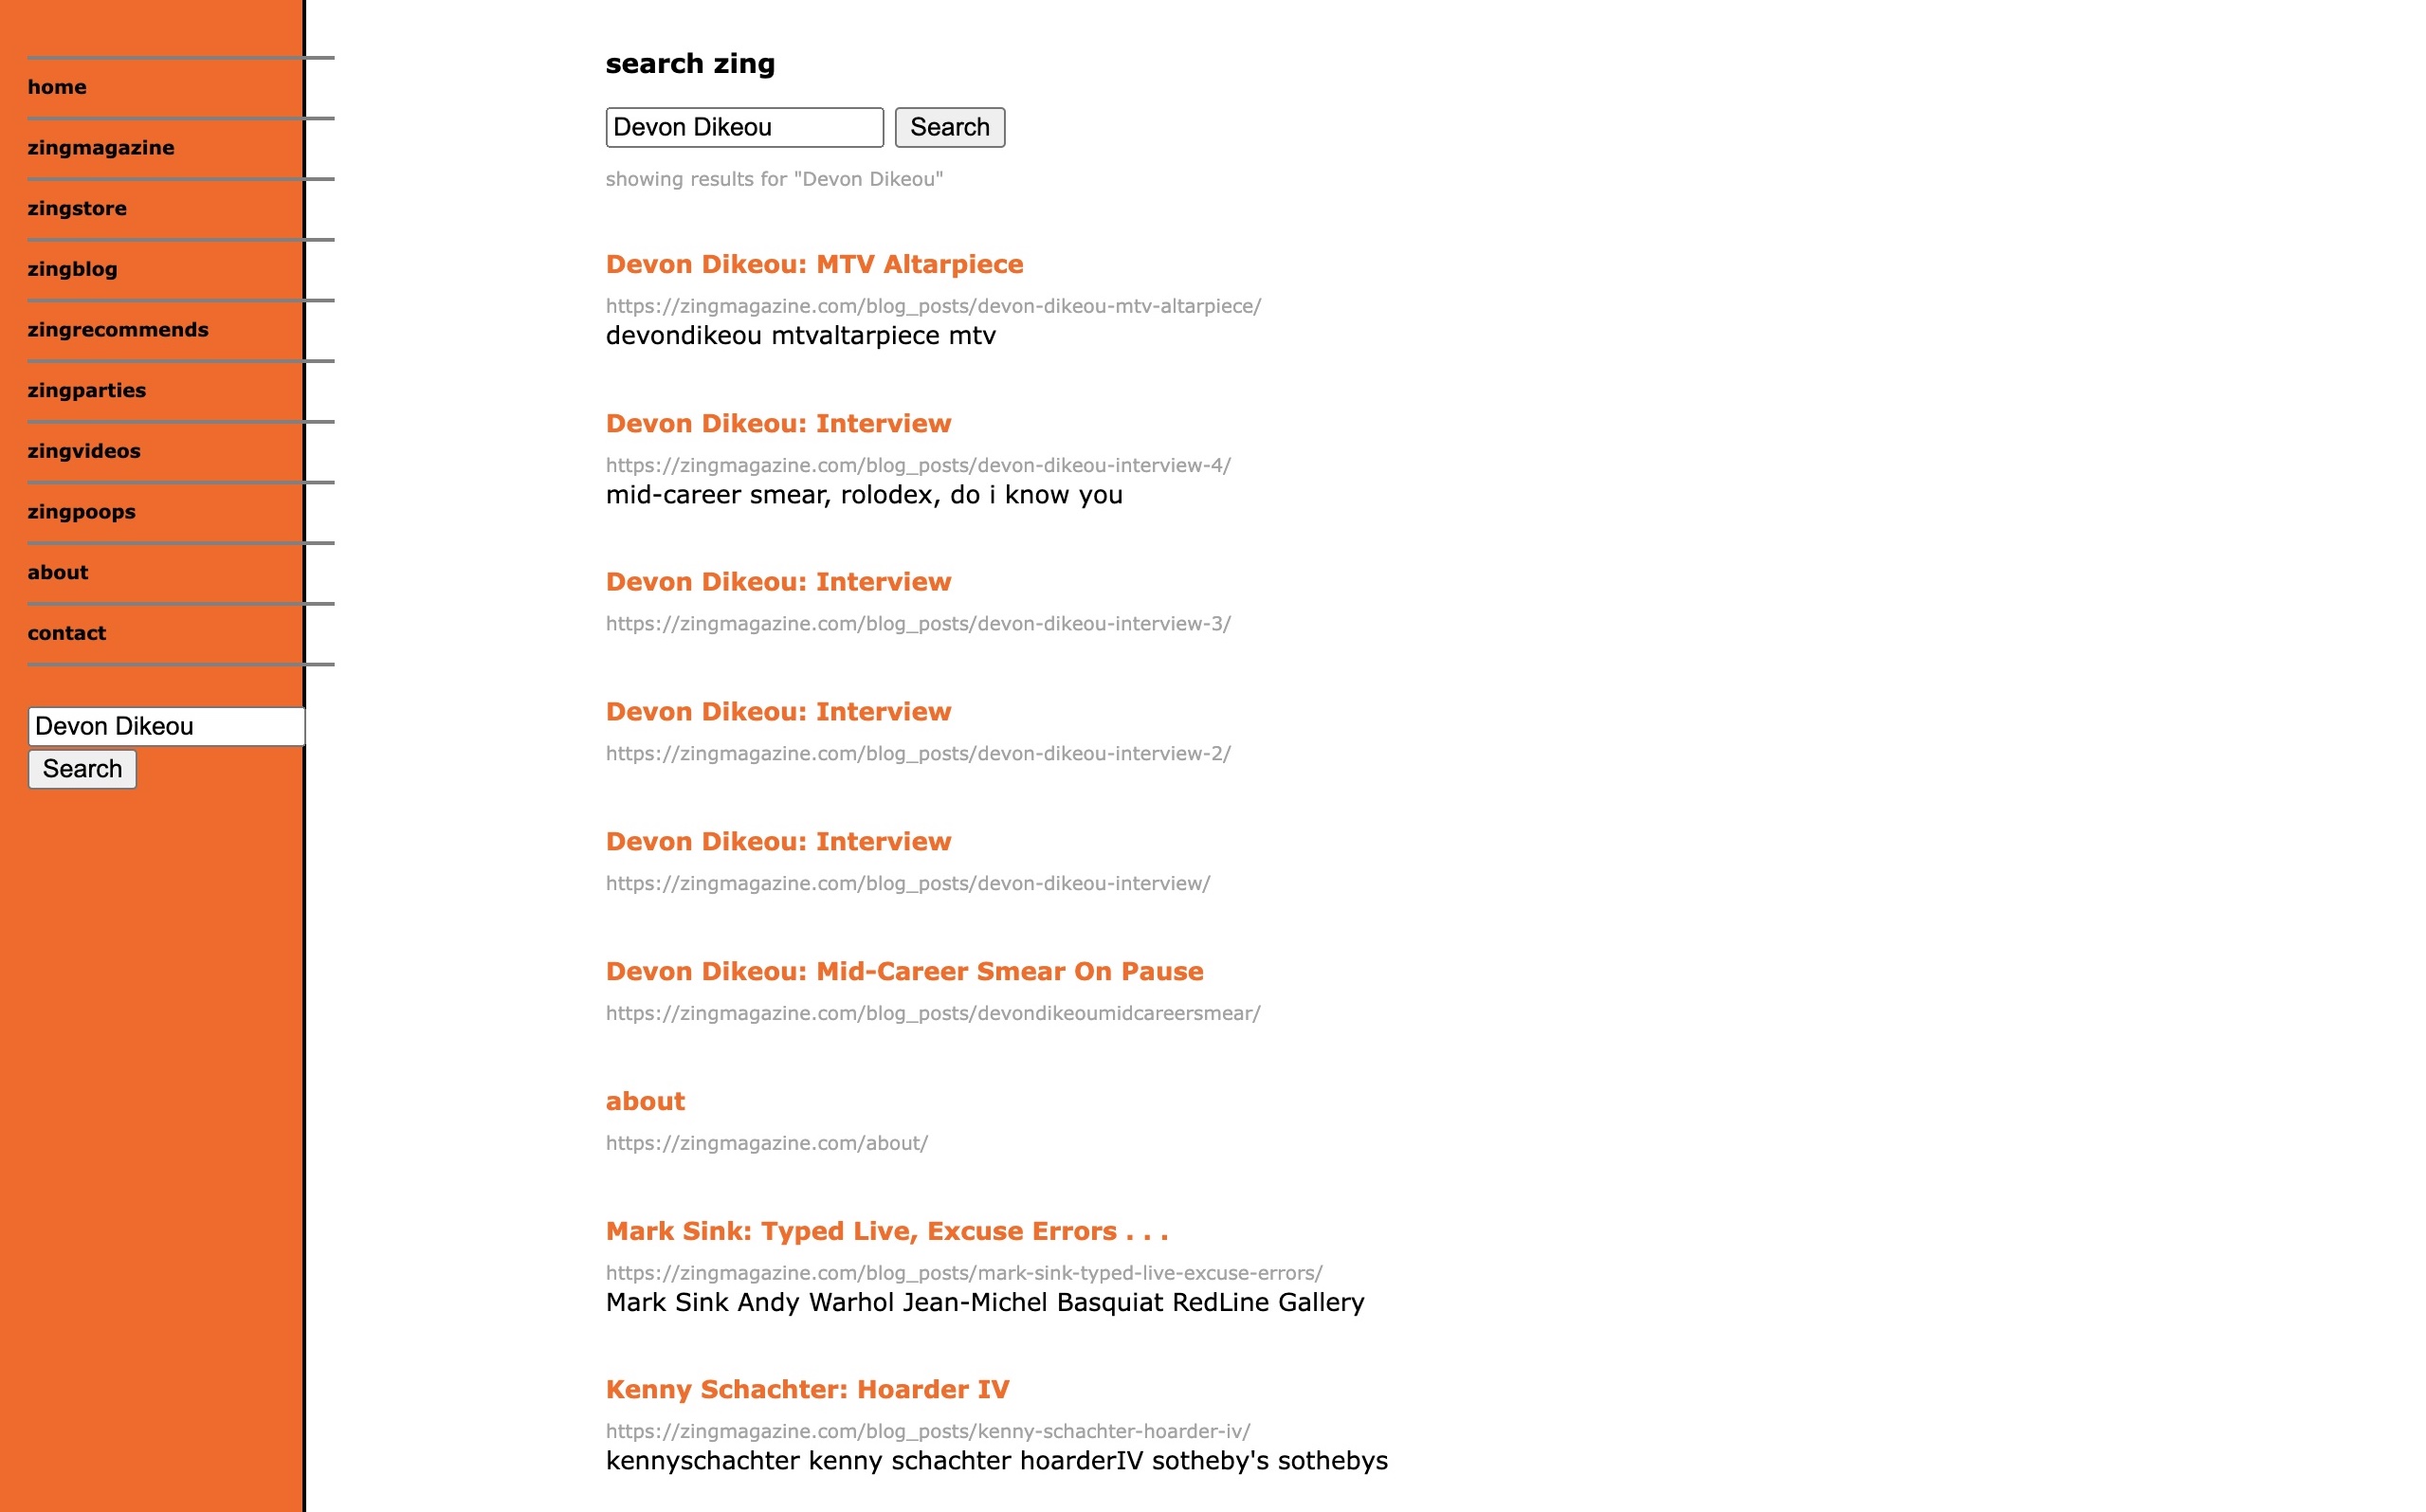 home
zingmagazine
zingstore
zingblog
zingrecommends
zingparties
zingvideos
zingpoops
about
contact
Devon Dikeou
Search
search zing
Devon Dikeou Search
showing results for "Devon Dikeou"
Devon Dikeou: MTV Altarpiece
https://zingmagazine.com/blog_posts/devon-dikeou-mtv-altarpiece/
devondikeou mtvaltarpiece mtv
Devon Dikeou: Interview
https://zingmagazine.com/blog_posts/devon-dikeou-interview-4/
mid-career smear, rolodex, do i know you
Devon Dikeou: Interview
https://zingmagazine.com/blog_posts/devon-dikeou-interview-3/
Devon Dikeou: Interview
https://zingmagazine.com/blog_posts/devon-dikeou-interview-2/
Devon Dikeou: Interview
https://zingmagazine.com/blog_posts/devon-dikeou-interview/
Devon Dikeou: Mid-Career Smear On Pause
https://zingmagazine.com/blog_posts/devondikeoumidcareersmear/
about
https://zingmagazine.com/about/
Mark Sink: Typed Live, Excuse Errors . . .
https://zingmagazine.com/blog_posts/mark-sink-typed-live-excuse-errors/
Mark Sink Andy Warhol Jean-Michel Basquiat RedLine Gallery
Kenny Schachter: Hoarder IV
https://zingmagazine.com/blog_posts/kenny-schachter-hoarder-iv/
kennyschachter kenny schachter hoarderIV sotheby's sothebys